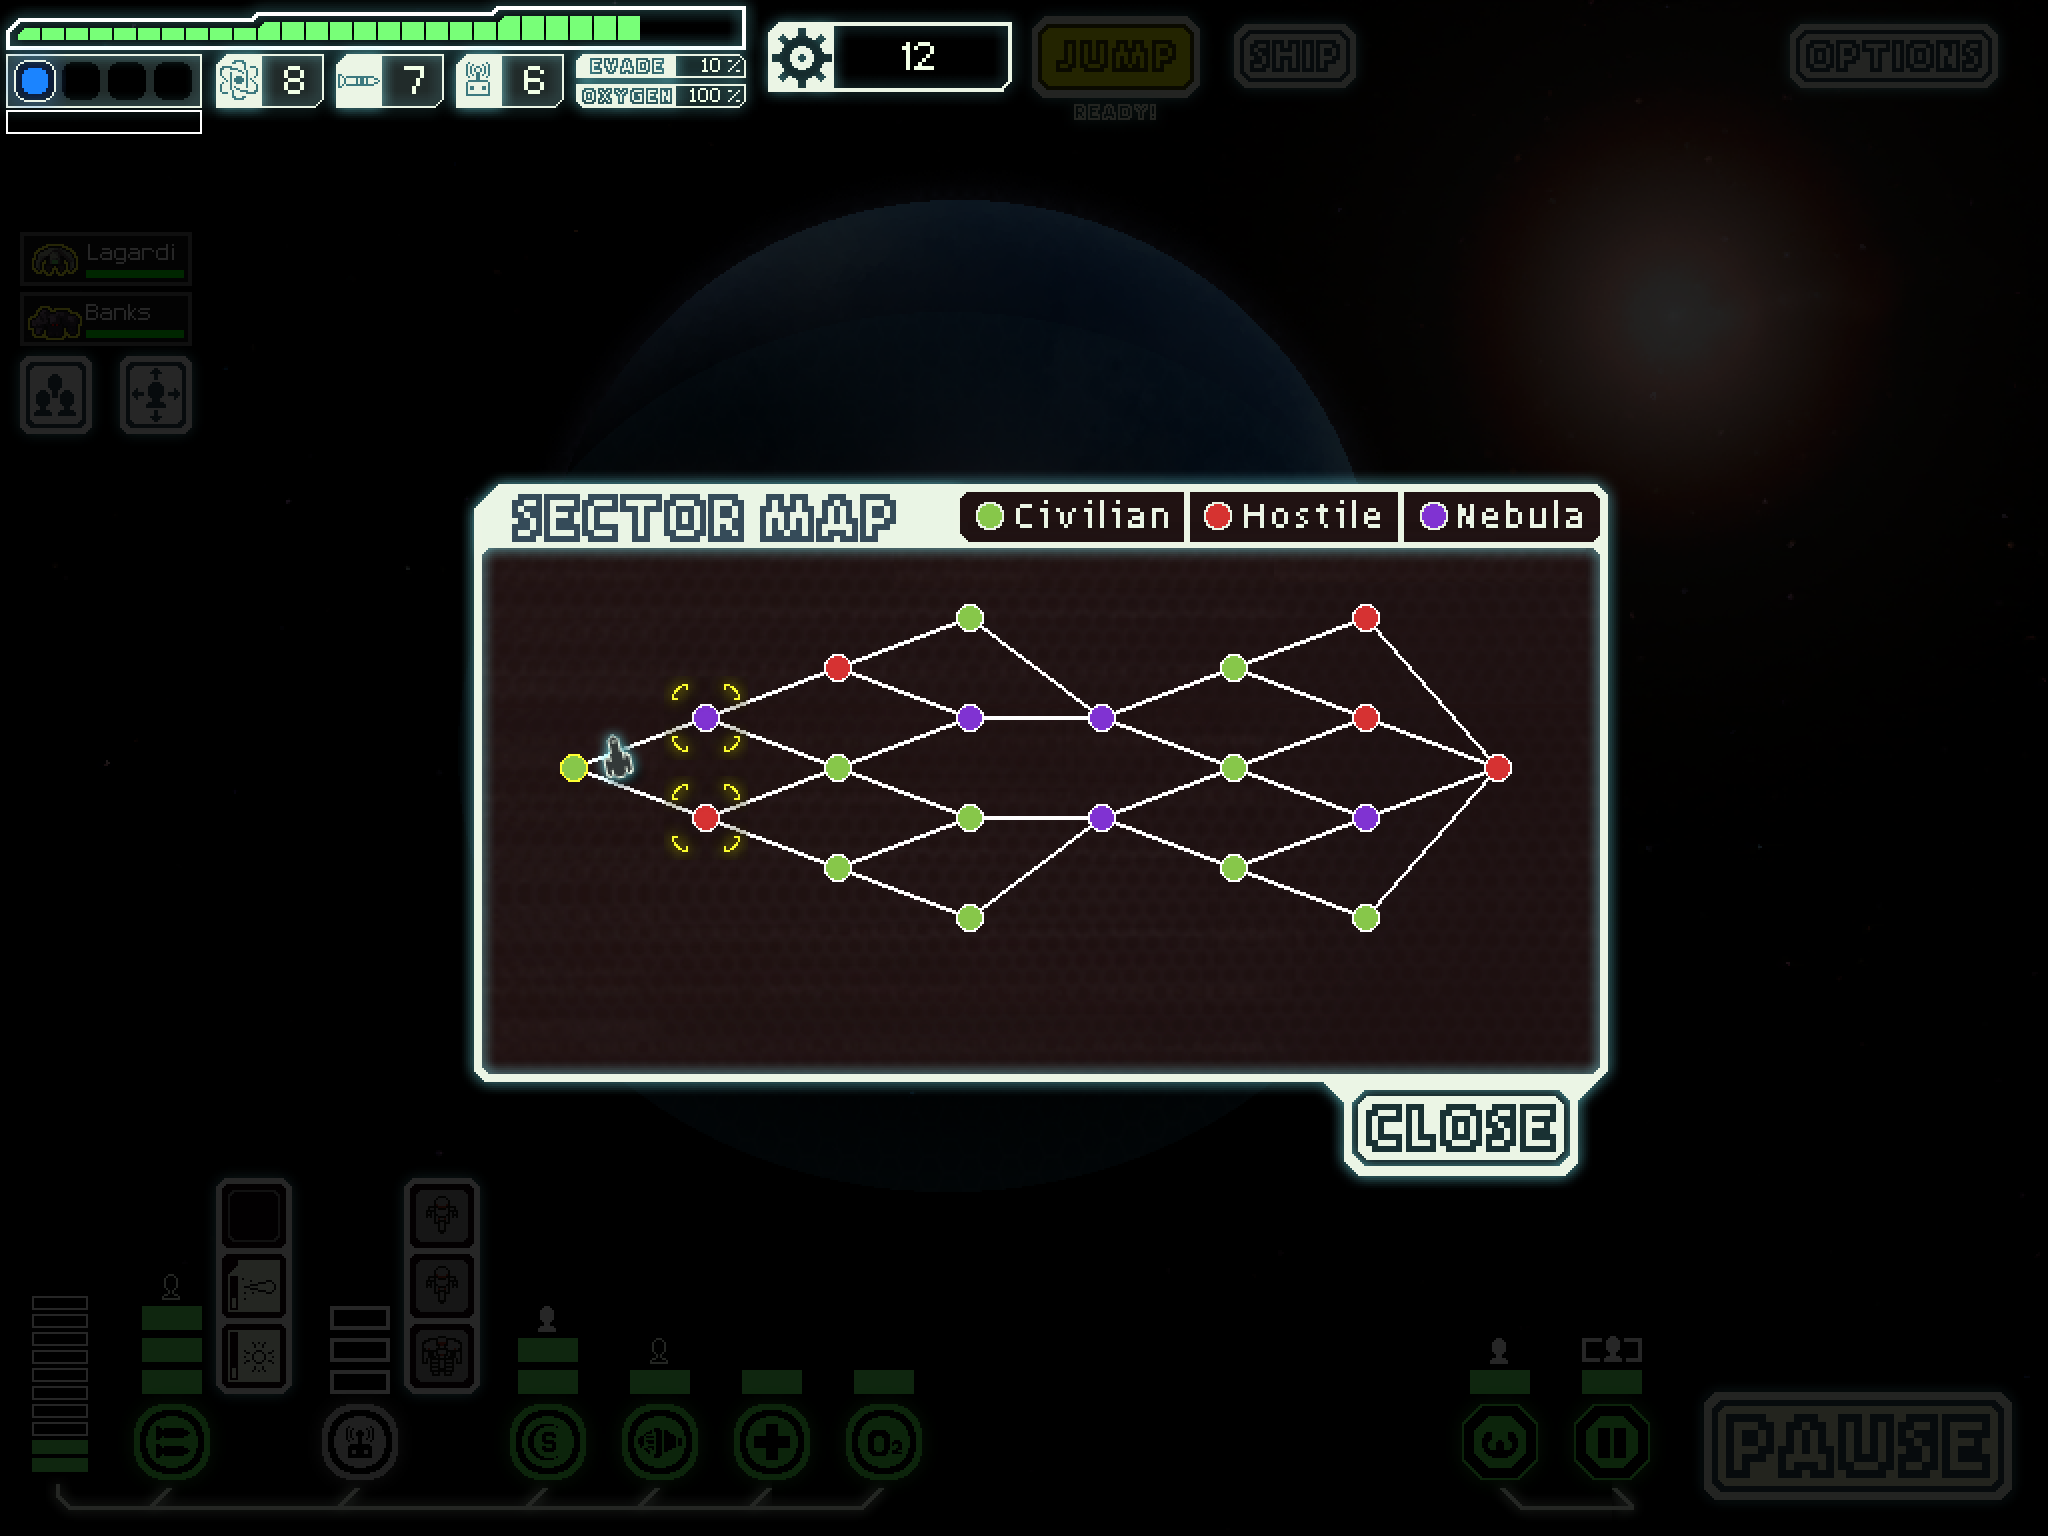 12
JUMP
SHIP
OPTIONS
8
7
6
EVADE 10 %
OXYGEN 100 %
READY!
Lagardi
Banks
SECTOR MAP
Civilian
Hostile
Nebula
CLOSE
S
O2
PAUSE